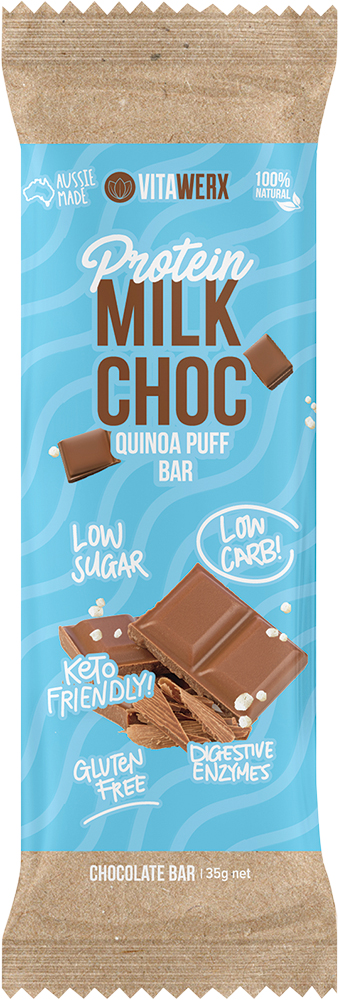 AUSSIE
MADE
VITAWERX
100%
NATURAL
Protein
MILK
CHOC
QUINOA PUFF
BAR
LOW
SUGAR
LOW
CARB!
KETO
FRIENDLY!
GLUTEN
FREE
DIGESTIVE
ENZYMES
CHOCOLATE BAR | 35g net